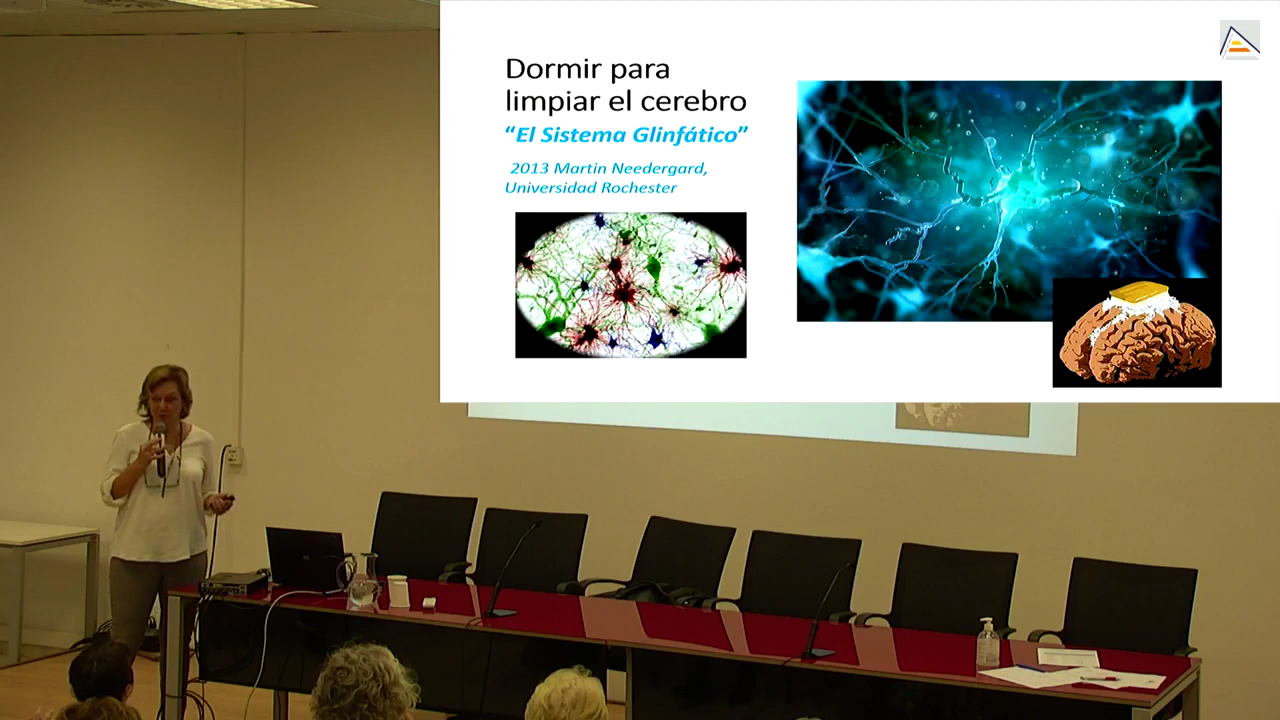 Dormir para
limpiar el cerebro
“El Sistema Glinfático”
2013 Martin Needergard,
Universidad Rochester